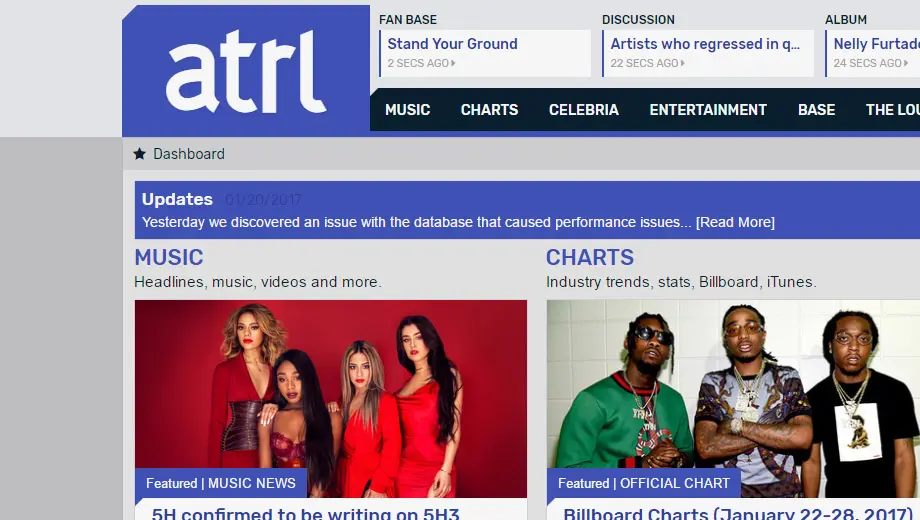 atrl
FAN BASE
Stand Your Ground
2 SECS AGO
DISCUSSION
Artists who regressed in q...
22 SECS AGO
ALBUM
Nelly Furtad
24 SECS AGO
MUSIC CHARTS CELEBRIA ENTERTAINMENT BASE THE LOU
Dashboard
Updates 01/20/2017
Yesterday we discovered an issue with the database that caused performance issues... [Read More]
MUSIC
Headlines, music, videos and more.
CHARTS
Industry trends, stats, Billboard, iTunes.
Featured | MUSIC NEWS
5H confirmed to be writing on 5H3
Featured | OFFICIAL CHART
Billboard Charts (January 22-28, 2017)